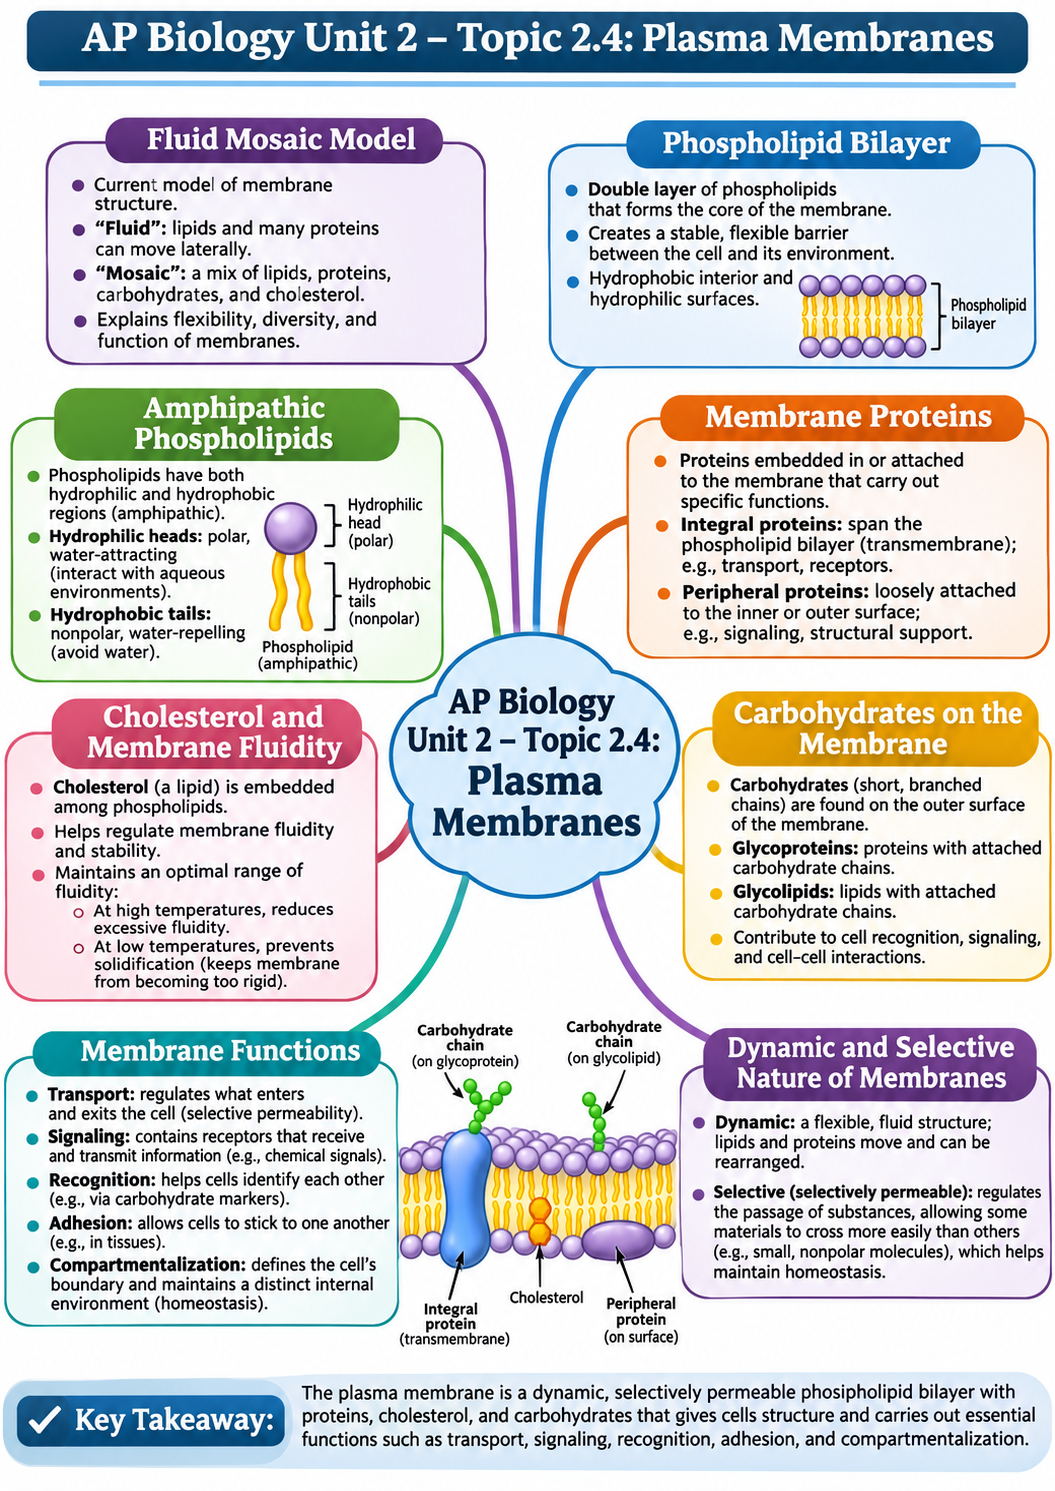 AP Biology Unit 2 – Topic 2.4: Plasma Membranes
Fluid Mosaic Model
Current model of membrane
structure.
“Fluid”: lipids and many proteins
can move laterally.
“Mosaic”: a mix of lipids, proteins,
carbohydrates, and cholesterol.
Explains flexibility, diversity, and
function of membranes.
Phospholipid Bilayer
Double layer of phospholipids
that forms the core of the membrane.
Creates a stable, flexible barrier
between the cell and its environment.
Hydrophobic interior and
hydrophilic surfaces.
Phospholipid
bilayer
Amphipathic
Phospholipids
Phospholipids have both
hydrophilic and hydrophobic
regions (amphipathic).
Hydrophilic heads: polar,
water-attracting
(interact with aqueous
environments).
Hydrophobic tails:
nonpolar, water-repelling
(avoid water).
Hydrophilic
head
(polar)
Hydrophobic
tails
(nonpolar)
Phospholipid
(amphipathic)
Membrane Proteins
Proteins embedded in or attached
to the membrane that carry out
specific functions.
Integral proteins: span the
phospholipid bilayer (transmembrane);
e.g., transport, receptors.
Peripheral proteins: loosely attached
to the inner or outer surface;
e.g., signaling, structural support.
AP Biology
Unit 2 – Topic 2.4:
Plasma
Membranes
Cholesterol and
Membrane Fluidity
Cholesterol (a lipid) is embedded
among phospholipids.
Helps regulate membrane fluidity
and stability.
Maintains an optimal range of
fluidity:
At high temperatures, reduces
excessive fluidity.
At low temperatures, prevents
solidification (keeps membrane
from becoming too rigid).
Carbohydrates on the
Membrane
Carbohydrates (short, branched
chains) are found on the outer surface
of the membrane.
Glycoproteins: proteins with attached
carbohydrate chains.
Glycolipids: lipids with attached
carbohydrate chains.
Contribute to cell recognition, signaling,
and cell–cell interactions.
Membrane Functions
Transport: regulates what enters
and exits the cell (selective permeability).
Signaling: contains receptors that receive
and transmit information (e.g., chemical signals).
Recognition: helps cells identify each other
(e.g., via carbohydrate markers).
Adhesion: allows cells to stick to one another
(e.g., in tissues).
Compartmentalization: defines the cell’s
boundary and maintains a distinct internal
environment (homeostasis).
Carbohydrate
chain
(on glycoprotein)
Carbohydrate
chain
(on glycolipid)
Integral
protein
(transmembrane)
Cholesterol
Peripheral
protein
(on surface)
Dynamic and Selective
Nature of Membranes
Dynamic: a flexible, fluid structure;
lipids and proteins move and can be
rearranged.
Selective (selectively permeable): regulates
the passage of substances, allowing some
materials to cross more easily than others
(e.g., small, nonpolar molecules), which helps
maintain homeostasis.
Key Takeaway:
The plasma membrane is a dynamic, selectively permeable phosipholipid bilayer with
proteins, cholesterol, and carbohydrates that gives cells structure and carries out essential
functions such as transport, signaling, recognition, adhesion, and compartmentalization.